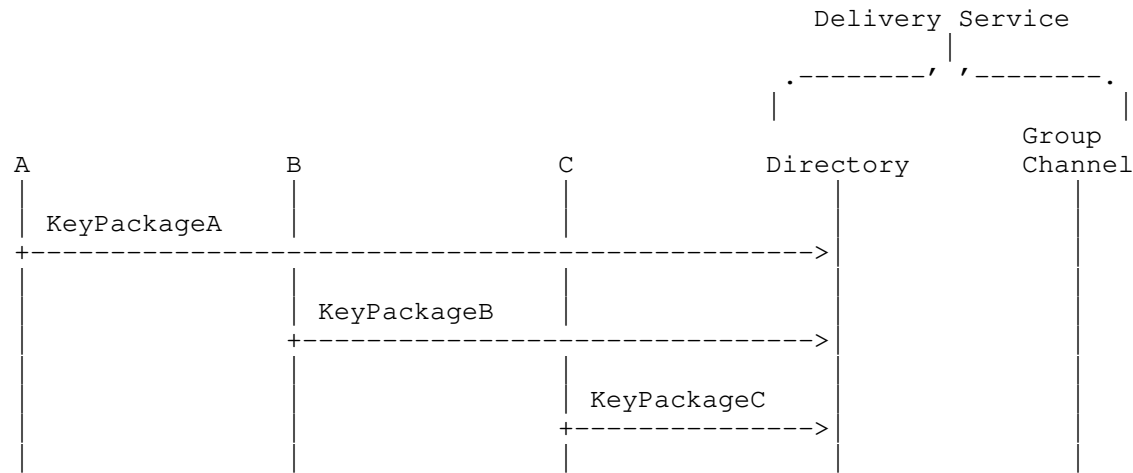 Delivery Service
Group
A B C Directory Channel
KeyPackageA
KeyPackageB
KeyPackageC